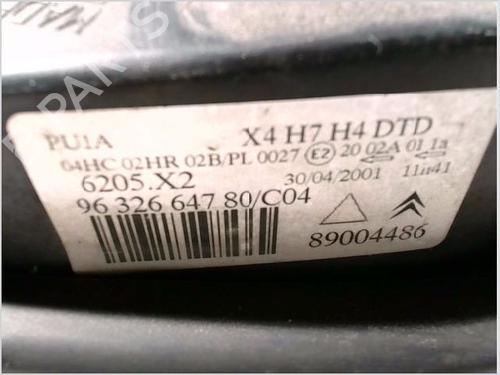 PU1A X4 H7 H4 DTD
04HC 02HR 02B/PL 0027 E2 20 02A 01 1a
6205.X2 30/04/2001 11h41
96 326 647 80/C04
89004486